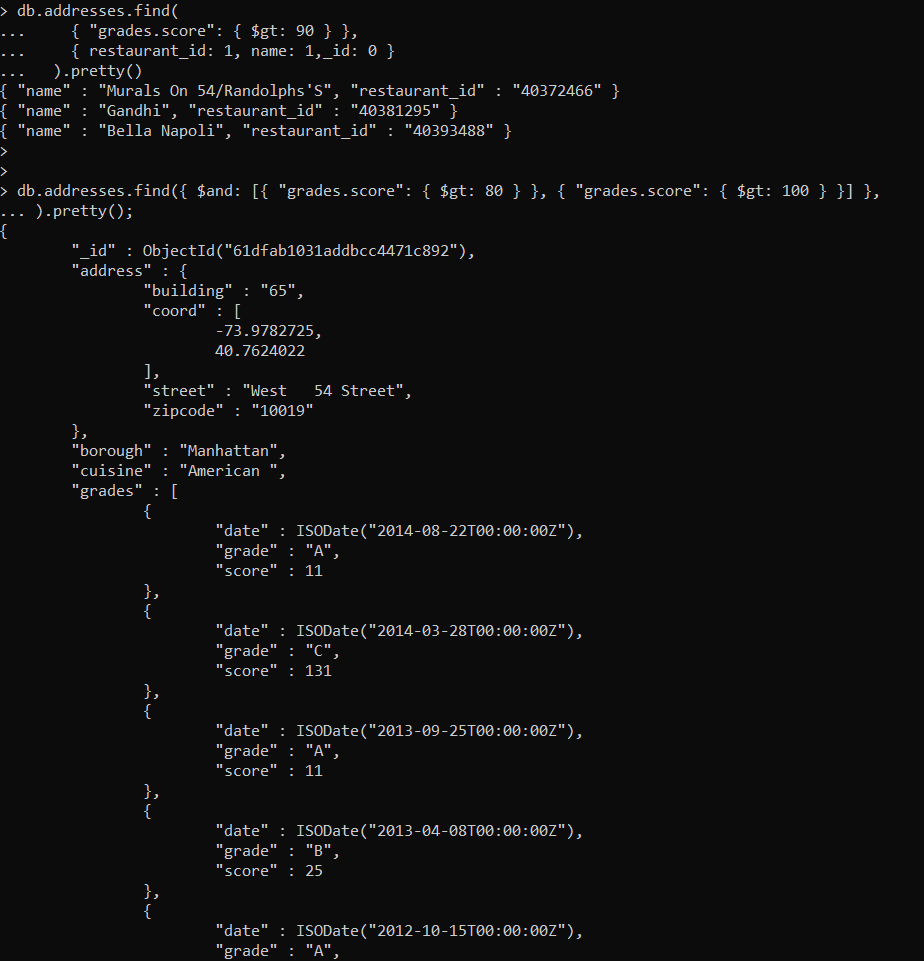 > db.addresses.find(
...     { "grades.score": { $gt: 90 } },
...     { restaurant_id: 1, name: 1,_id: 0 }
...   ).pretty()
{ "name" : "Murals On 54/Randolphs'S", "restaurant_id" : "40372466" }
{ "name" : "Gandhi", "restaurant_id" : "40381295" }
{ "name" : "Bella Napoli", "restaurant_id" : "40393488" }
>
>
> db.addresses.find({ $and: [{ "grades.score": { $gt: 80 } }, { "grades.score": { $gt: 100 } }] },
... ).pretty();
{
        "_id" : ObjectId("61dfab1031addbcc4471c892"),
        "address" : {
                "building" : "65",
                "coord" : [
                        -73.9782725,
                        40.7624022
                ],
                "street" : "West   54 Street",
                "zipcode" : "10019"
        },
        "borough" : "Manhattan",
        "cuisine" : "American ",
        "grades" : [
                {
                        "date" : ISODate("2014-08-22T00:00:00Z"),
                        "grade" : "A",
                        "score" : 11
                },
                {
                        "date" : ISODate("2014-03-28T00:00:00Z"),
                        "grade" : "C",
                        "score" : 131
                },
                {
                        "date" : ISODate("2013-09-25T00:00:00Z"),
                        "grade" : "A",
                        "score" : 11
                },
                {
                        "date" : ISODate("2013-04-08T00:00:00Z"),
                        "grade" : "B",
                        "score" : 25
                },
                {
                        "date" : ISODate("2012-10-15T00:00:00Z"),
                        "grade" : "A",